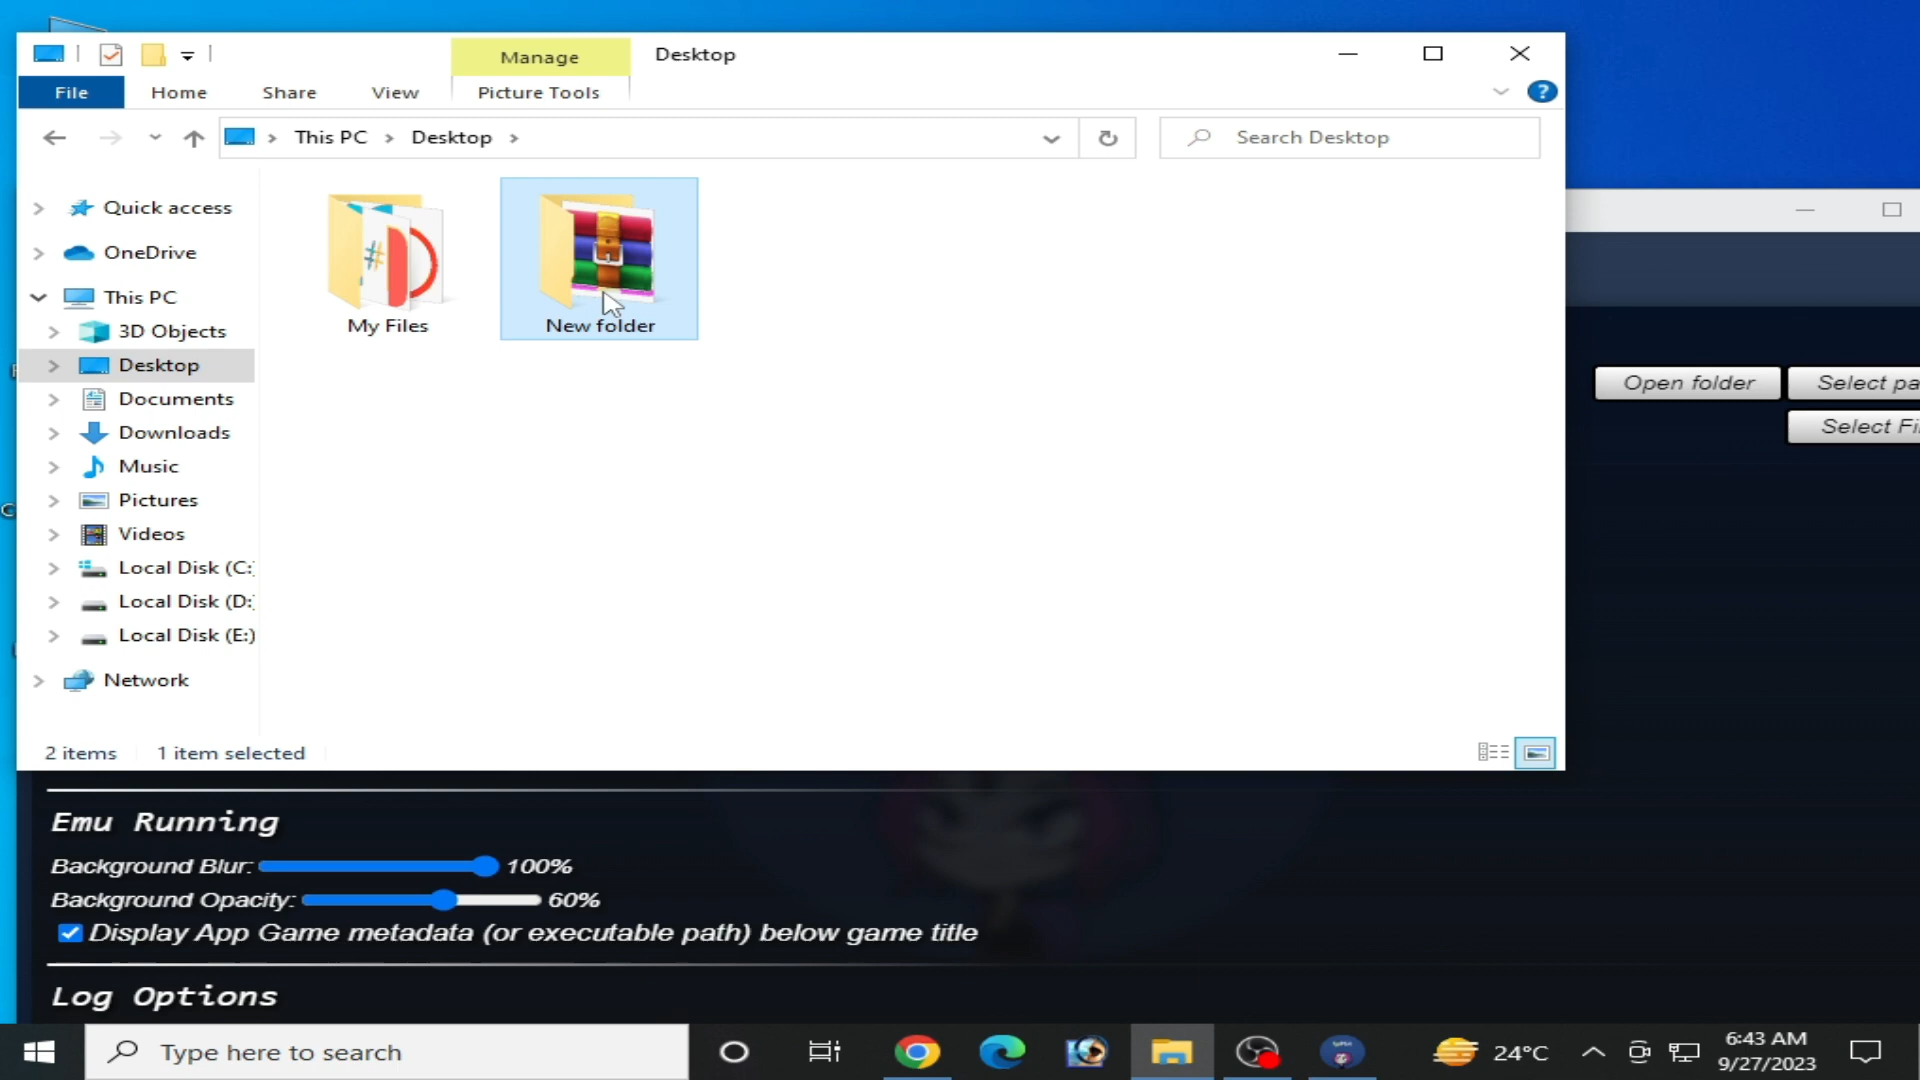 Manage
Desktop
File
Home
Share
View
Picture Tools
?
This PC
Desktop
Search Desktop
Quick access
OneDrive
This PC
3D Objects
Desktop
Documents
Downloads
Music
Pictures
Videos
Local Disk (C:
Local Disk (D:
Local Disk (E:)
Network
#
My Files
New folder
2 items
1 item selected
Open folder
Select pa
Select Fi
Emu Running
Background Blur:
100%
Background Opacity:
60%
Display App Game metadata (or executable path) below game title
Log Options
Type here to search
24°C
6:43 AM
9/27/2023